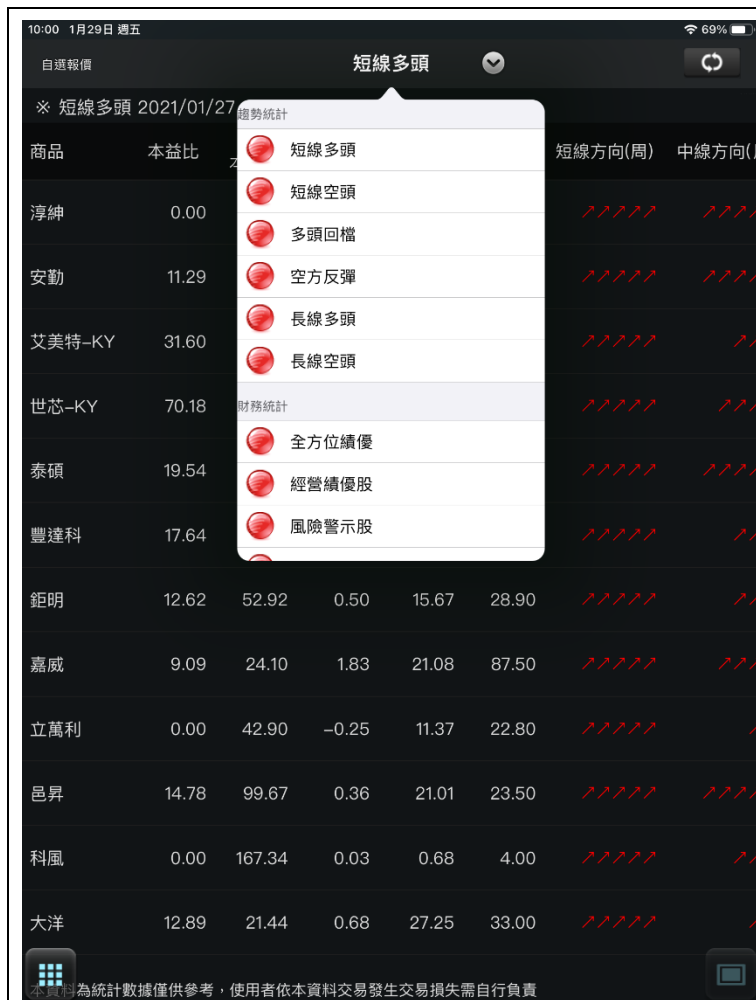 10:00 1月29日 週五 69%
自選報價 短線多頭
※ 短線多頭 2021/01/27
趨勢統計
商品 本益比 短線方向(周) 中線方向(
短線多頭
短線空頭
多頭回檔
空方反彈
長線多頭
長線空頭
財務統計
全方位績優
經營績優股
風險警示股
淳紳 0.00 ↗↗↗↗↗ ↗↗↗↗
安勤 11.29 ↗↗↗↗↗ ↗↗↗↗
艾美特-KY 31.60 ↗↗↗↗↗ ↗↗
世芯-KY 70.18 ↗↗↗↗↗ ↗↗↗
泰碩 19.54 ↗↗↗↗↗ ↗↗↗↗
豐達科 17.64 ↗↗↗↗↗ ↗↗
鉅明 12.62 52.92 0.50 15.67 28.90 ↗↗↗↗↗ ↗↗
嘉威 9.09 24.10 1.83 21.08 87.50 ↗↗↗↗↗ ↗↗↗
立萬利 0.00 42.90 -0.25 11.37 22.80 ↗↗↗↗↗ ↗
邑昇 14.78 99.67 0.36 21.01 23.50 ↗↗↗↗↗ ↗↗↗↗
科風 0.00 167.34 0.03 0.68 4.00 ↗↗↗↗↗ ↗↗
大洋 12.89 21.44 0.68 27.25 33.00 ↗↗↗↗↗ ↗
本資料為統計數據僅供參考，使用者依本資料交易發生交易損失需自行負責